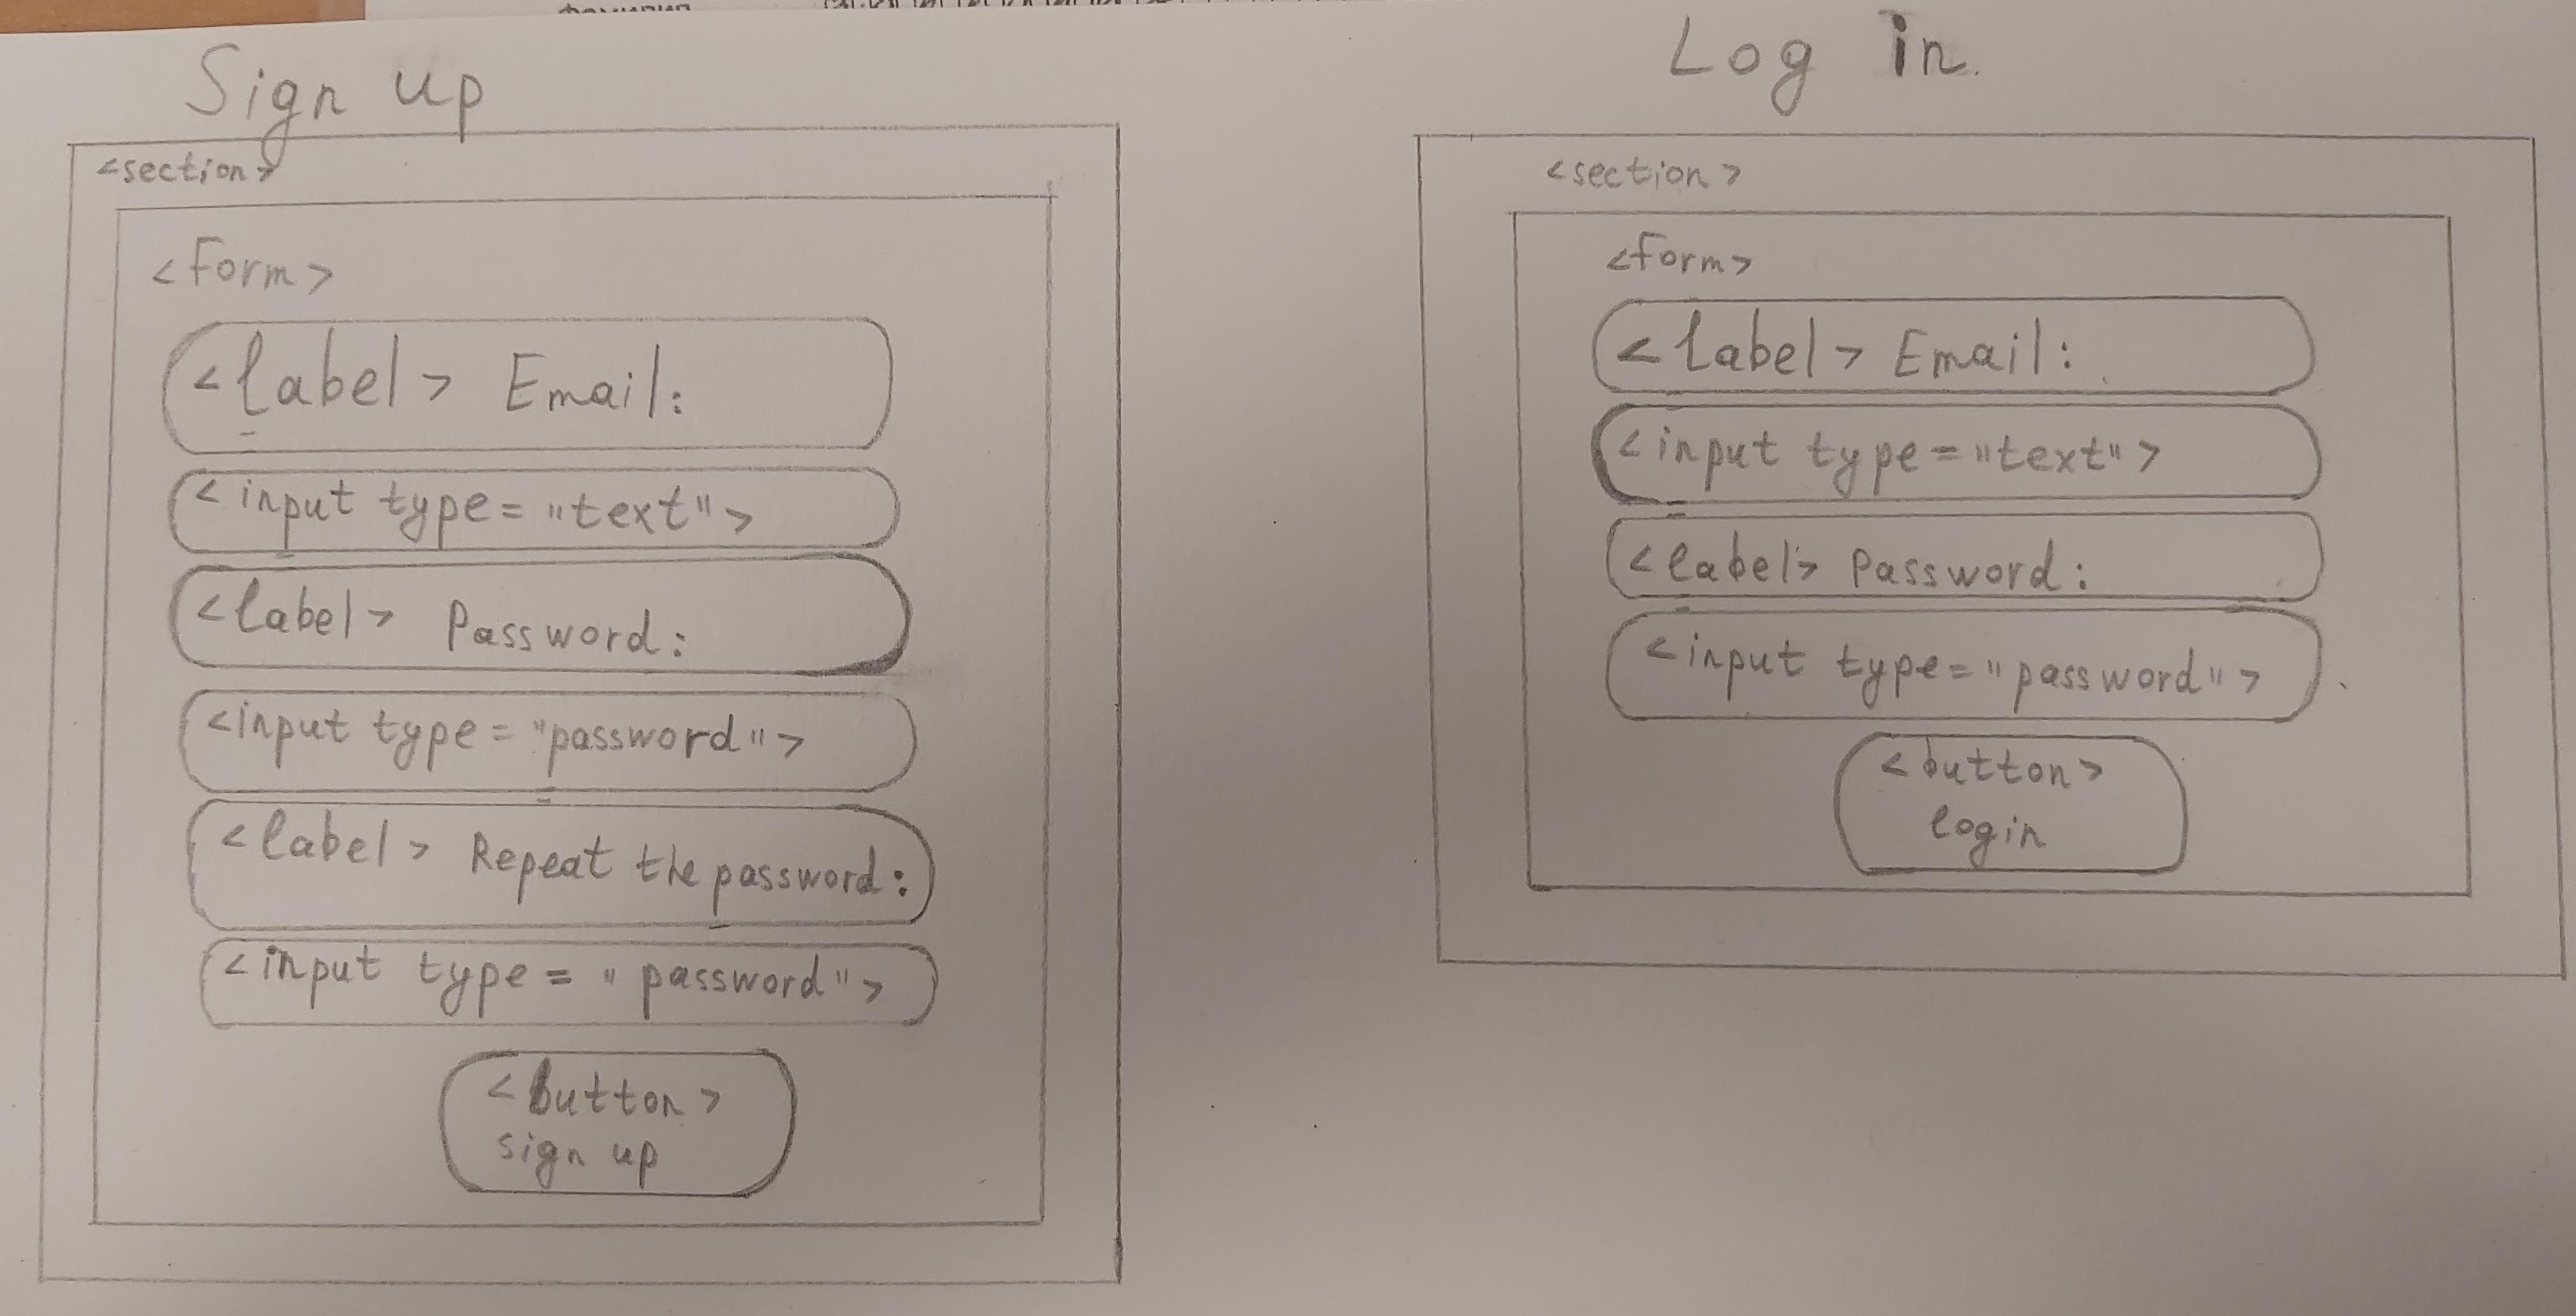 фамилия
Sign up
<section>
<form>
<label> Email:
<input type="text">
<label> Password:
<input type="password">
<label> Repeat the password:
<input type="password">
<button>
sign up
Log in.
<section>
<form>
<label> Email:
<input type="text">
<label> Password:
<input type="password">
<button>
login